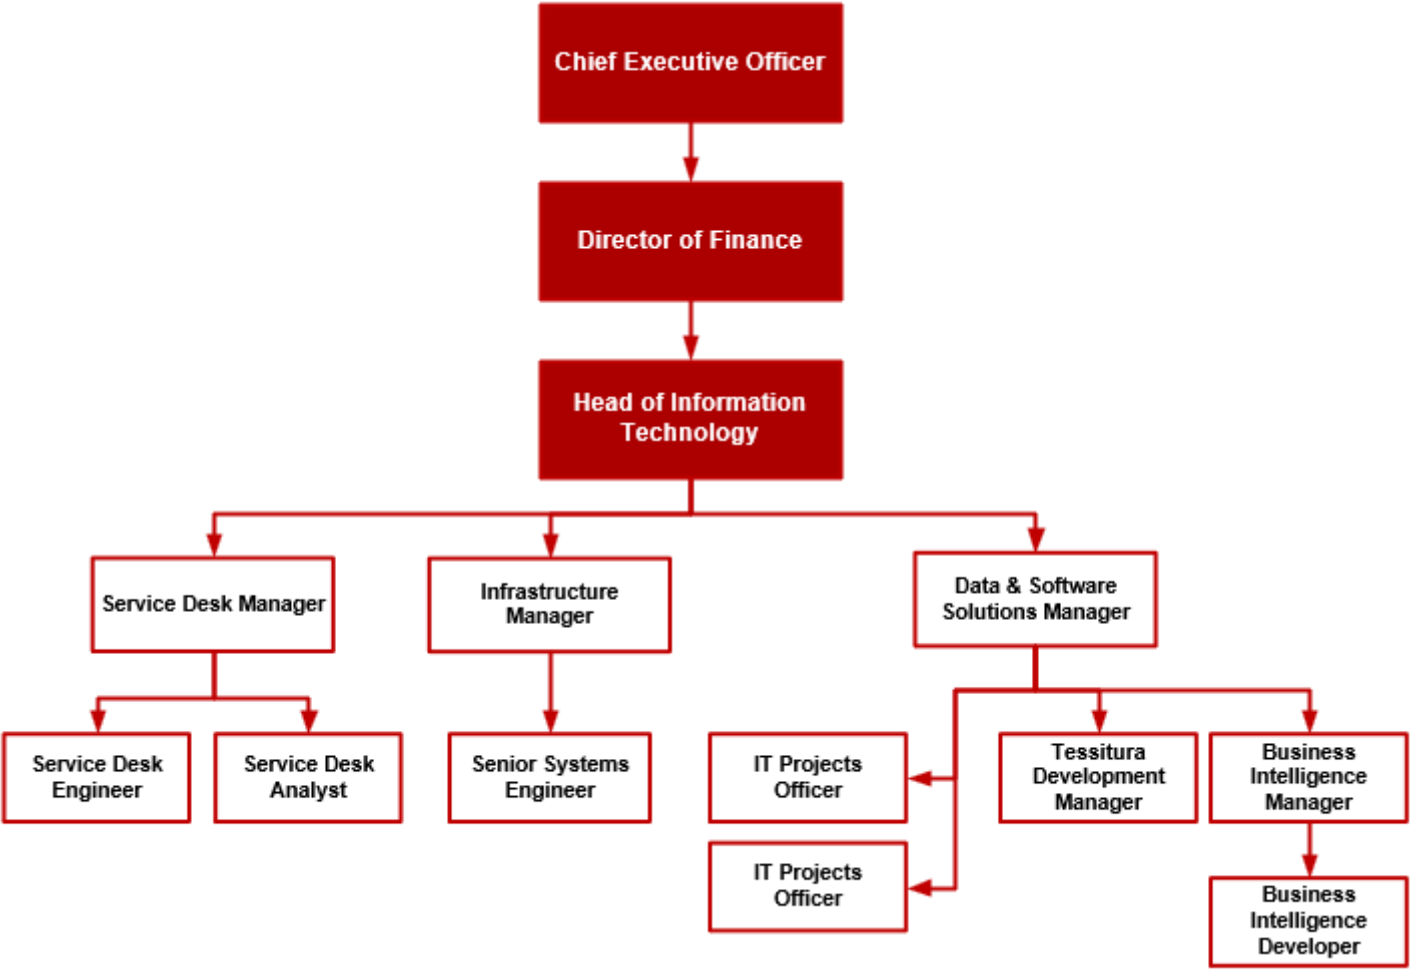 Chief Executive Officer
Director of Finance
Head of Information
Technology
Service Desk Manager
Infrastructure
Manager
Data & Software
Solutions Manager
Service Desk
Engineer
Service Desk
Analyst
Senior Systems
Engineer
IT Projects
Officer
Tessitura
Development
Manager
Business
Intelligence
Manager
IT Projects
Officer
Business
Intelligence
Developer